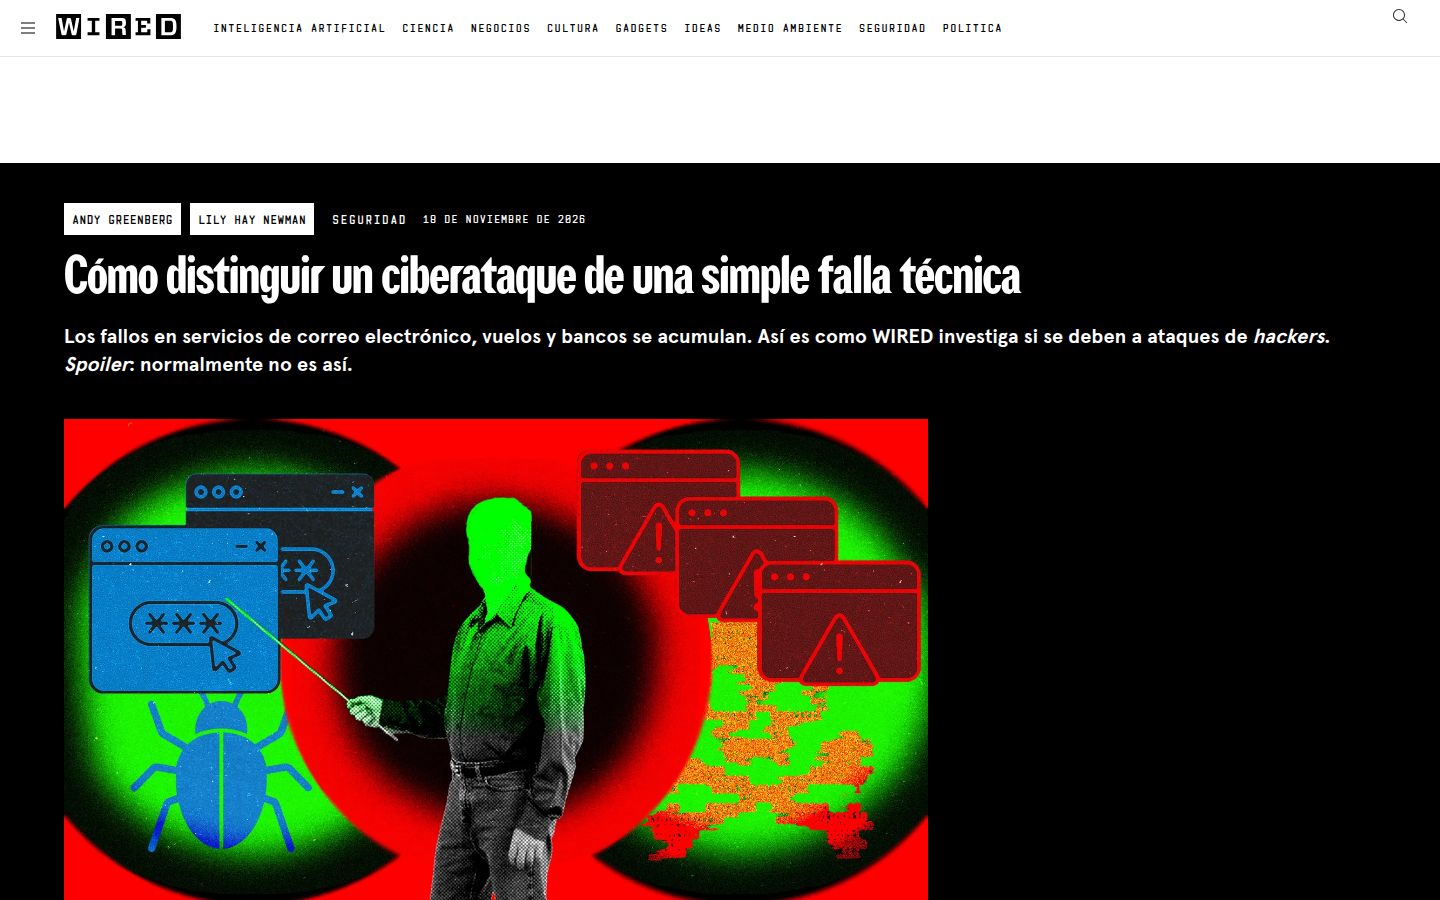 WIRED
INTELIGENCIA ARTIFICIAL CIENCIA NEGOCIOS CULTURA GADGETS IDEAS MEDIO AMBIENTE SEGURIDAD POLITICA
ANDY GREENBERG LILY HAY NEWMAN SEGURIDAD 18 DE NOVIEMBRE DE 2026
Cómo distinguir un ciberataque de una simple falla técnica
Los fallos en servicios de correo electrónico, vuelos y bancos se acumulan. Así es como WIRED investiga si se deben a ataques de hackers.
Spoiler: normalmente no es así.